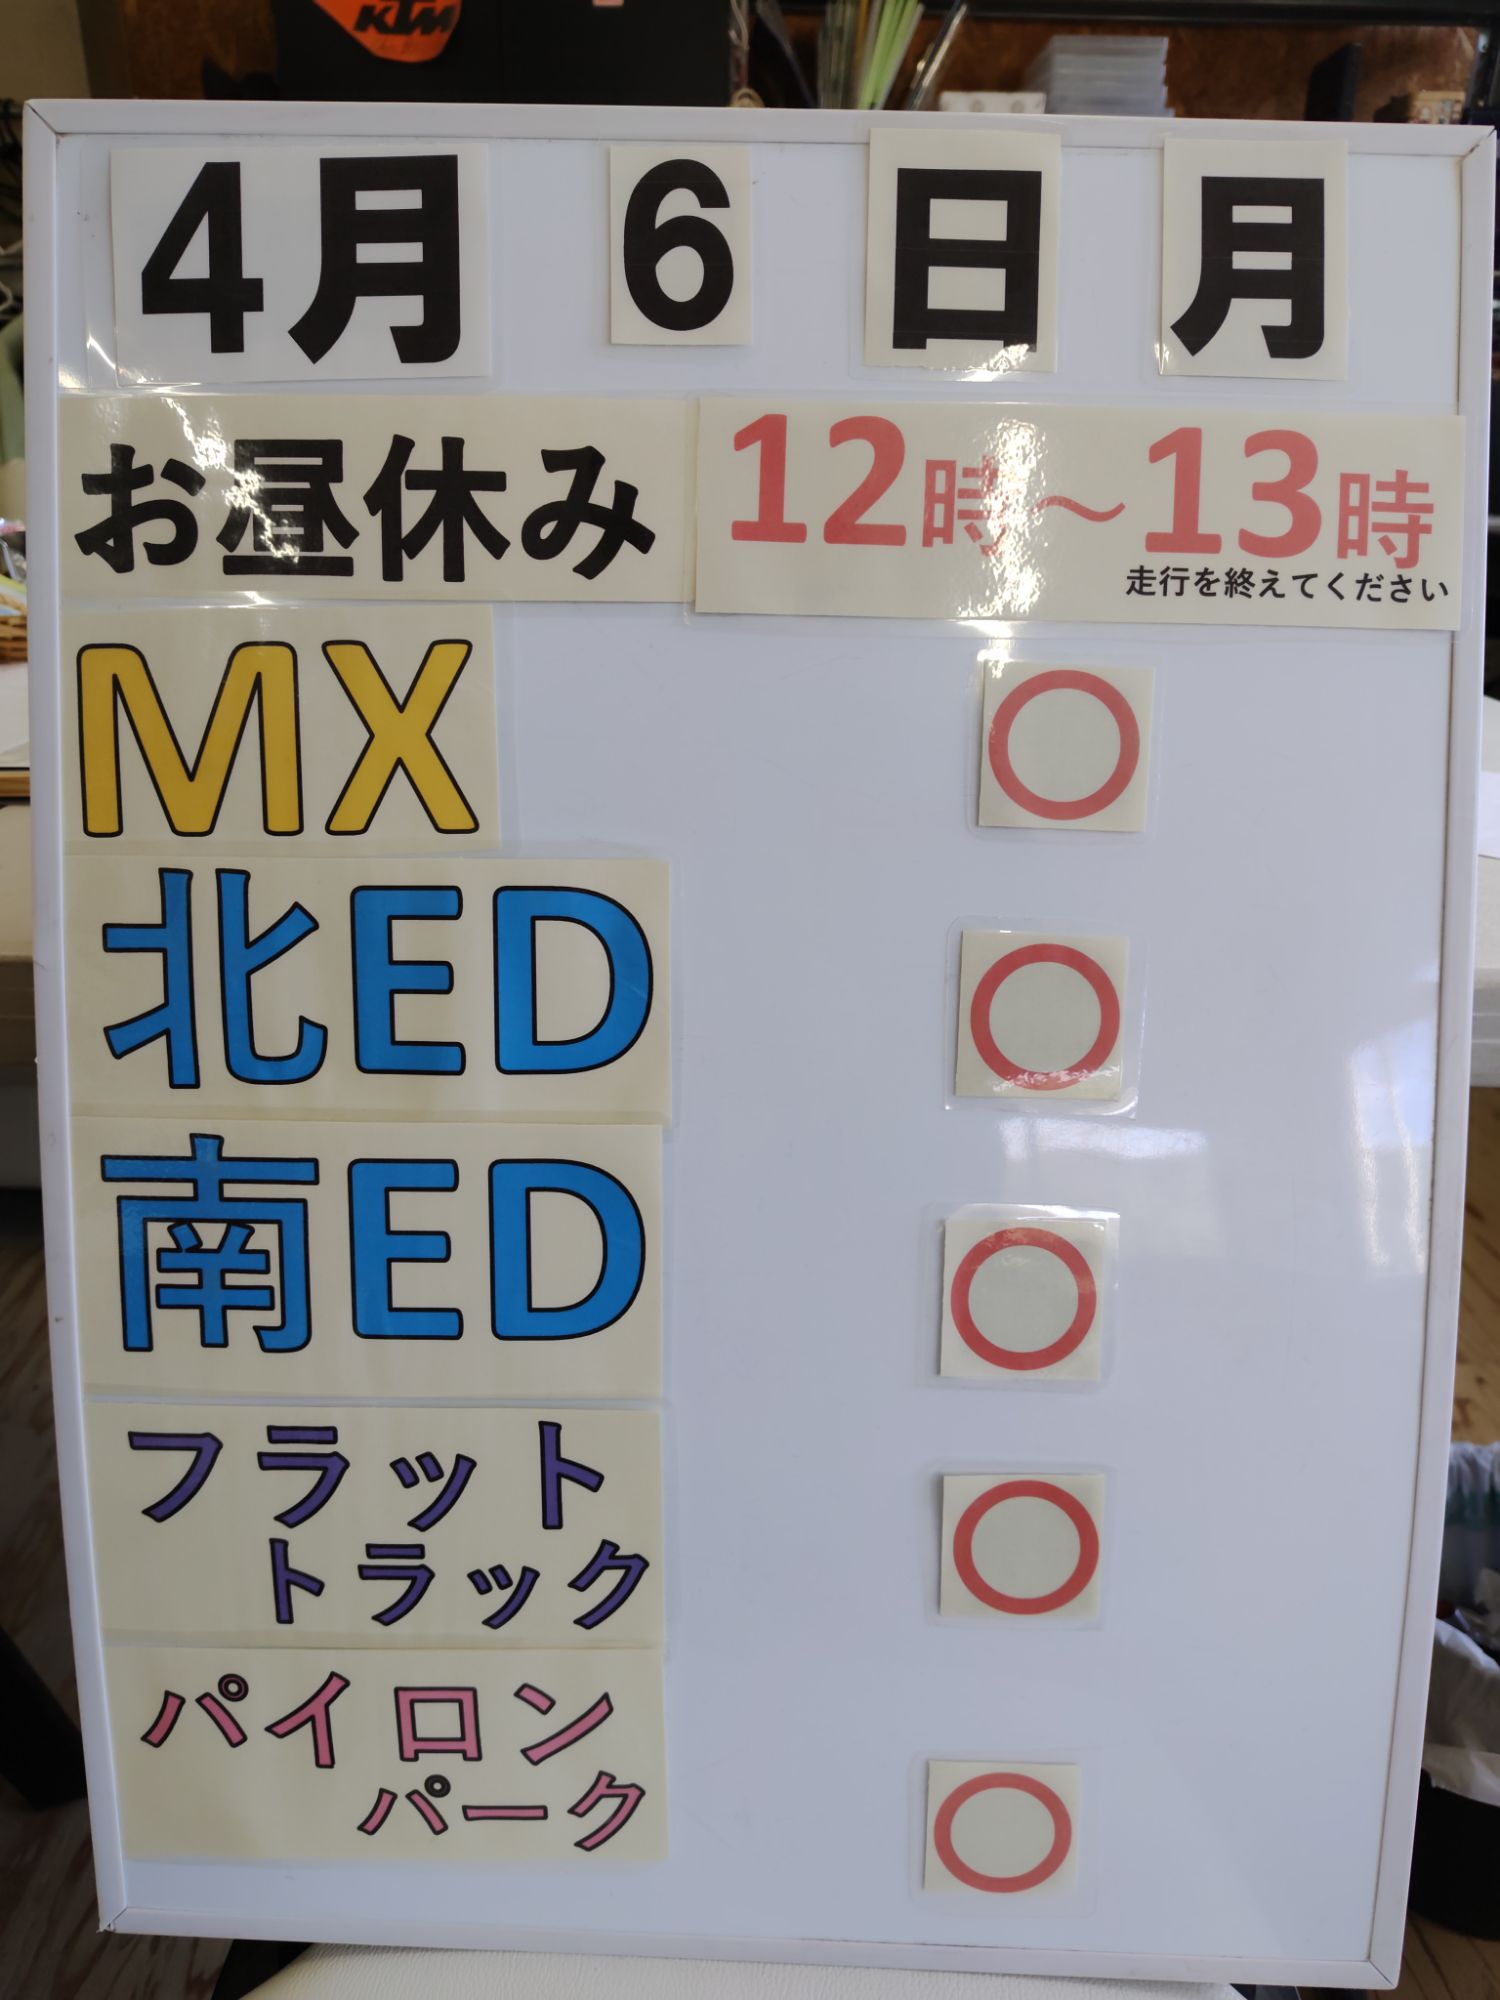 KTM
4月 6 日 月
お昼休み 12時～13時
走行を終えてください
MX ○
北ED ○
南ED ○
フラット
トラック ○
パイロン
パーク ○